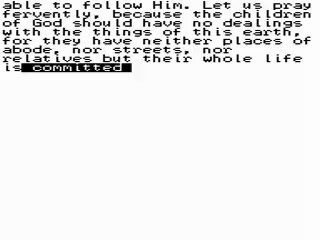 able to follow Him. Let us pray
fervently, because the children
of God should have no dealings
with the things of this earth,
for they have neither places of
abode, nor streets, nor
relatives but their whole life
is committed